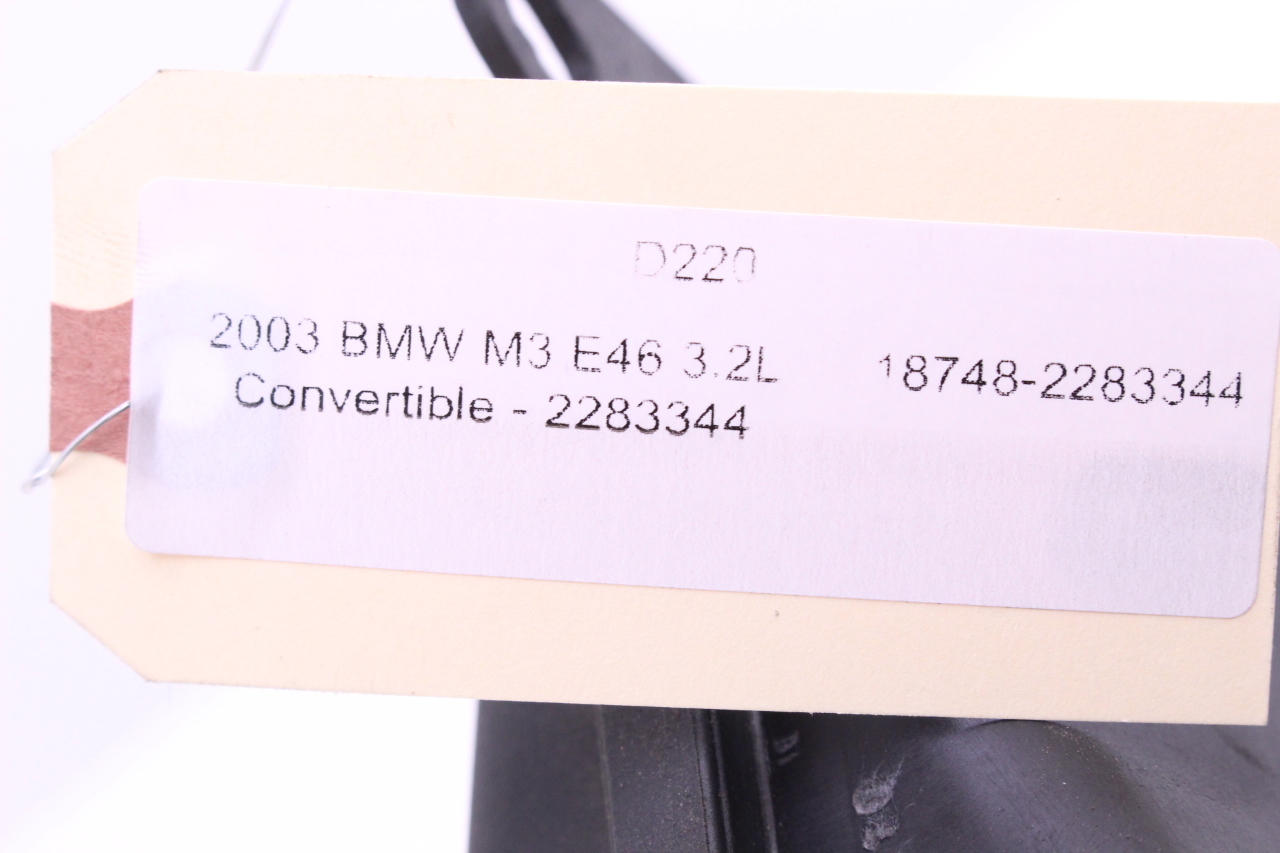 D220
2003 BMW M3 E46 3.2L
Convertible - 2283344
18748-2283344